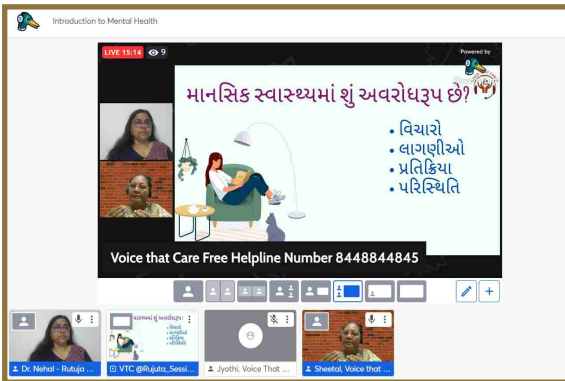 Introduction to Mental Health
LIVE 15:14 9
Powered by
માનસિક સ્વાસ્થ્યમાં શું અવરોધરૂપ છે?
• વિચારો
• લાગણીઓ
• પ્રતિક્રિયા
• પરિસ્થિતિ
Voice that Care Free Helpline Number 8448844845
Dr. Nehal - Rutuja ...
VTC @Rujuta_Sessi...
Jyothi, Voice That ...
Sheetal, Voice that ...